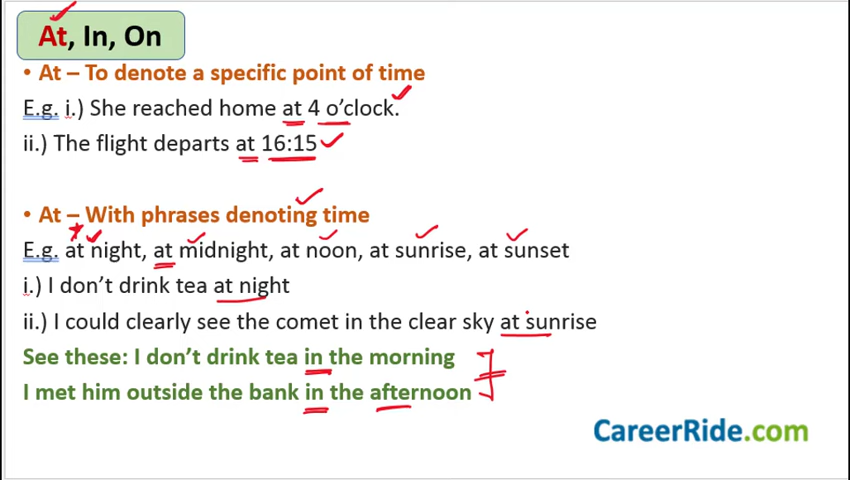 At, In, On
• At – To denote a specific point of time
E.g. i.) She reached home at 4 o’clock.
ii.) The flight departs at 16:15
• At – With phrases denoting time
E.g. at night, at midnight, at noon, at sunrise, at sunset
i.) I don’t drink tea at night
ii.) I could clearly see the comet in the clear sky at sunrise
See these: I don’t drink tea in the morning
I met him outside the bank in the afternoon
CareerRide.com